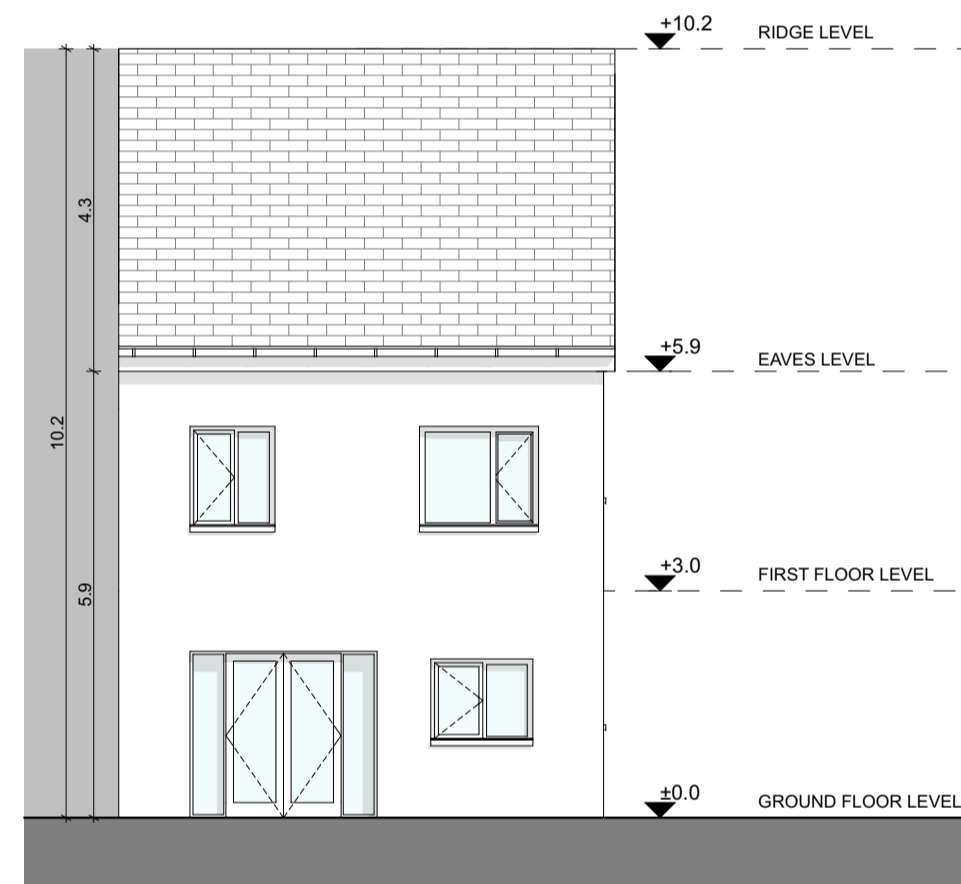 +10.2 RIDGE LEVEL
4.3
+5.9 EAVES LEVEL
10.2
+3.0 FIRST FLOOR LEVEL
5.9
±0.0 GROUND FLOOR LEVEL